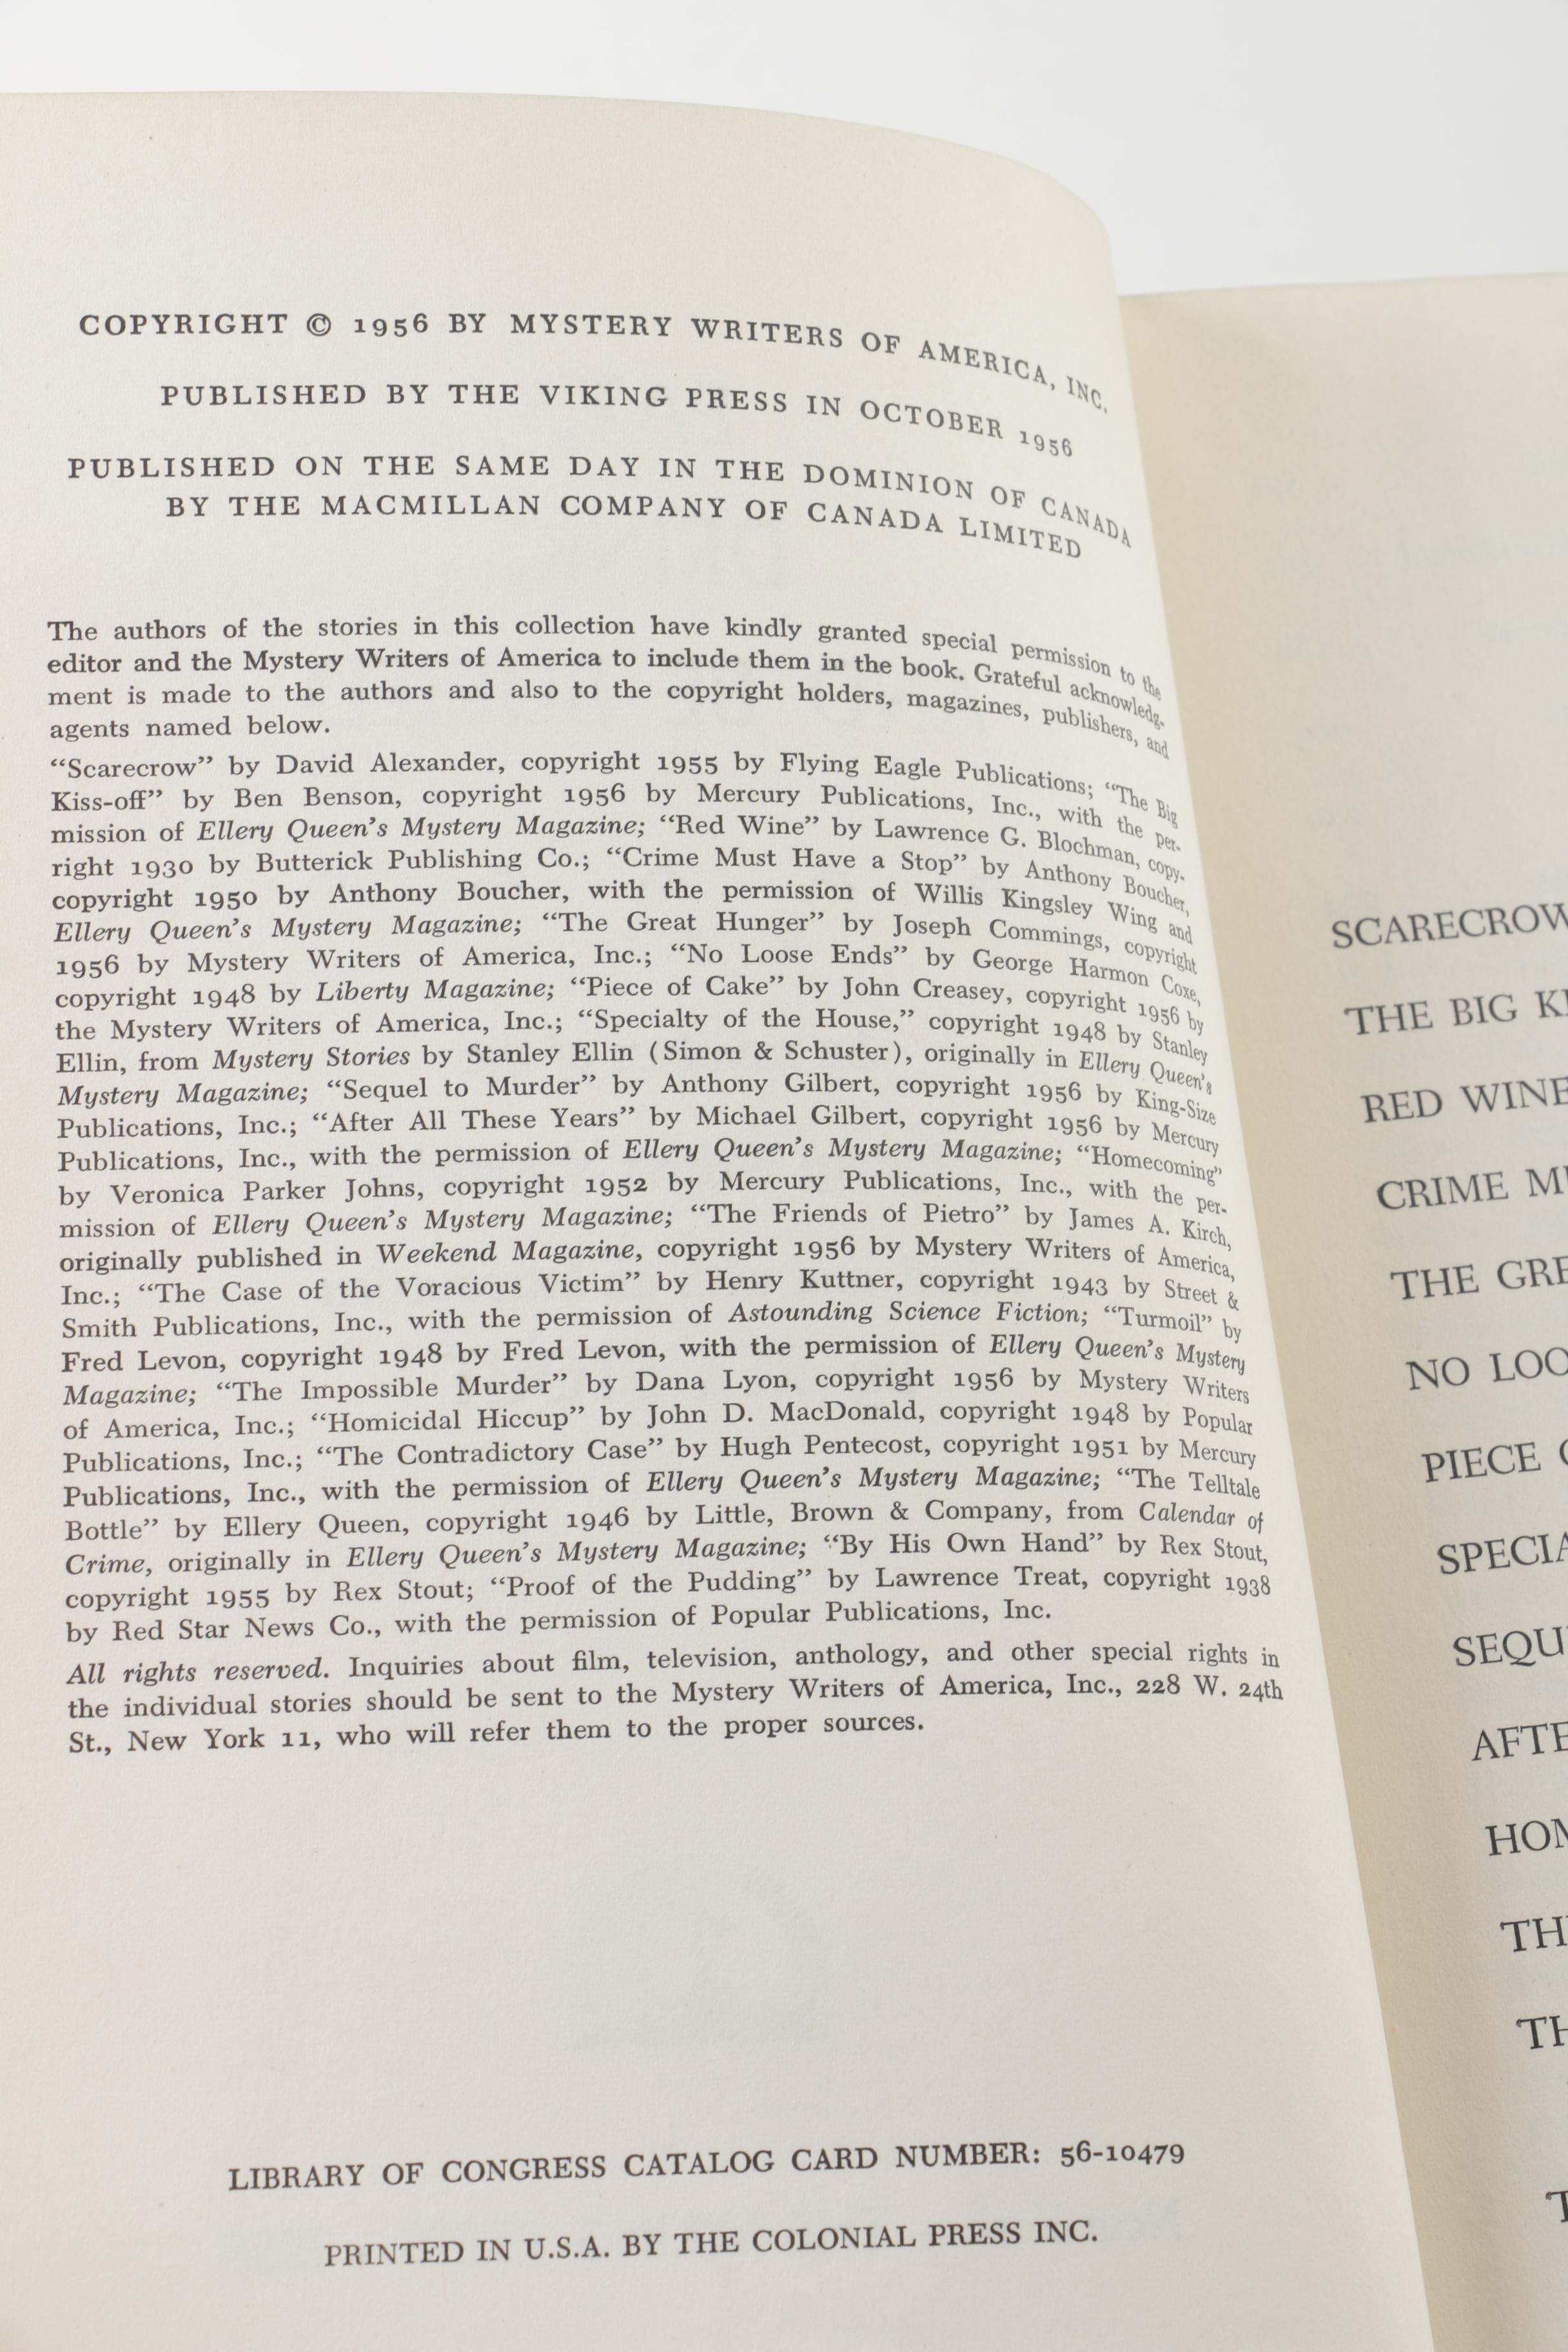 COPYRIGHT © 1956 BY MYSTERY WRITERS OF AMERICA, INC.
PUBLISHED BY THE VIKING PRESS IN OCTOBER 1956
PUBLISHED ON THE SAME DAY IN THE DOMINION OF CANADA
BY THE MACMILLAN COMPANY OF CANADA LIMITED
The authors of the stories in this collection have kindly granted special permission to the
editor and the Mystery Writers of America to include them in the book. Grateful acknowledg-
ment is made to the authors and also to the copyright holders, magazines, publishers, and
agents named below.
“Scarecrow” by David Alexander, copyright 1955 by Flying Eagle Publications; “The Big
Kiss-off” by Ben Benson, copyright 1956 by Mercury Publications, Inc., with the per-
mission of Ellery Queen’s Mystery Magazine; “Red Wine” by Lawrence G. Blochman, copy-
right 1930 by Butterick Publishing Co.; “Crime Must Have a Stop” by Anthony Boucher,
copyright 1950 by Anthony Boucher, with the permission of Willis Kingsley Wing and
Ellery Queen’s Mystery Magazine; “The Great Hunger” by Joseph Commings, copyright
1956 by Mystery Writers of America, Inc.; “No Loose Ends” by George Harmon Coxe,
copyright 1948 by Liberty Magazine; “Piece of Cake” by John Creasey, copyright 1956 by
the Mystery Writers of America, Inc.; “Specialty of the House,” copyright 1948 by Stanley
Ellin, from Mystery Stories by Stanley Ellin (Simon & Schuster), originally in Ellery Queen’s
Mystery Magazine; “Sequel to Murder” by Anthony Gilbert, copyright 1956 by King-Size
Publications, Inc.; “After All These Years” by Michael Gilbert, copyright 1956 by Mercury
Publications, Inc., with the permission of Ellery Queen’s Mystery Magazine; “Homecoming”
by Veronica Parker Johns, copyright 1952 by Mercury Publications, Inc., with the per-
mission of Ellery Queen’s Mystery Magazine; “The Friends of Pietro” by James A. Kirch,
originally published in Weekend Magazine, copyright 1956 by Mystery Writers of America,
Inc.; “The Case of the Voracious Victim” by Henry Kuttner, copyright 1943 by Street &
Smith Publications, Inc., with the permission of Astounding Science Fiction; “Turmoil” by
Fred Levon, copyright 1948 by Fred Levon, with the permission of Ellery Queen’s Mystery
Magazine; “The Impossible Murder” by Dana Lyon, copyright 1956 by Mystery Writers
of America, Inc.; “Homicidal Hiccup” by John D. MacDonald, copyright 1948 by Popular
Publications, Inc.; “The Contradictory Case” by Hugh Pentecost, copyright 1951 by Mercury
Publications, Inc., with the permission of Ellery Queen’s Mystery Magazine; “The Telltale
Bottle” by Ellery Queen, copyright 1946 by Little, Brown & Company, from Calendar of
Crime, originally in Ellery Queen’s Mystery Magazine; “By His Own Hand” by Rex Stout,
copyright 1955 by Rex Stout; “Proof of the Pudding” by Lawrence Treat, copyright 1938
by Red Star News Co., with the permission of Popular Publications, Inc.
All rights reserved. Inquiries about film, television, anthology, and other special rights in
the individual stories should be sent to the Mystery Writers of America, Inc., 228 W. 24th
St., New York 11, who will refer them to the proper sources.
LIBRARY OF CONGRESS CATALOG CARD NUMBER: 56-10479
PRINTED IN U.S.A. BY THE COLONIAL PRESS INC.
SCARECROW
THE BIG
RED WINE
CRIME
THE
NO
PIECE